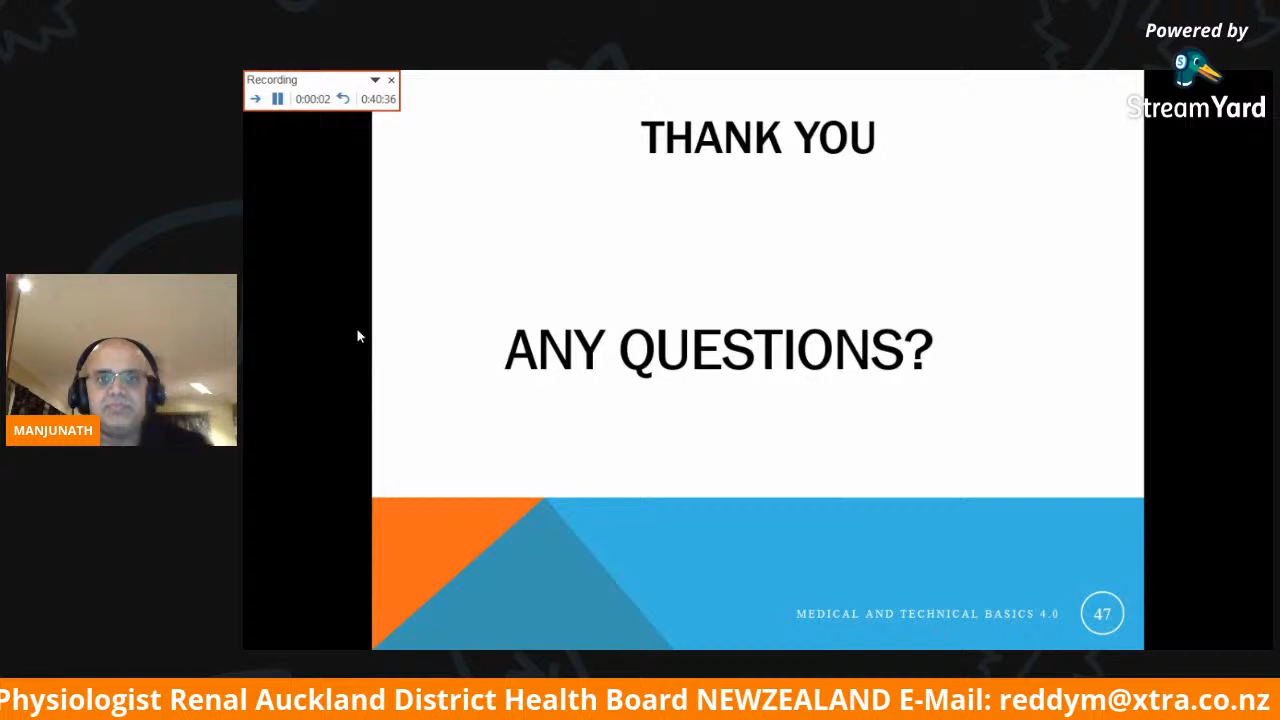 Powered by
StreamYard
Recording
0:00:02 0:40:36
THANK YOU
ANY QUESTIONS?
MANJUNATH
MEDICAL AND TECHNICAL BASICS 4.0 47
Physiologist Renal Auckland District Health Board NEWZEALAND E-Mail: reddym@xtra.co.nz